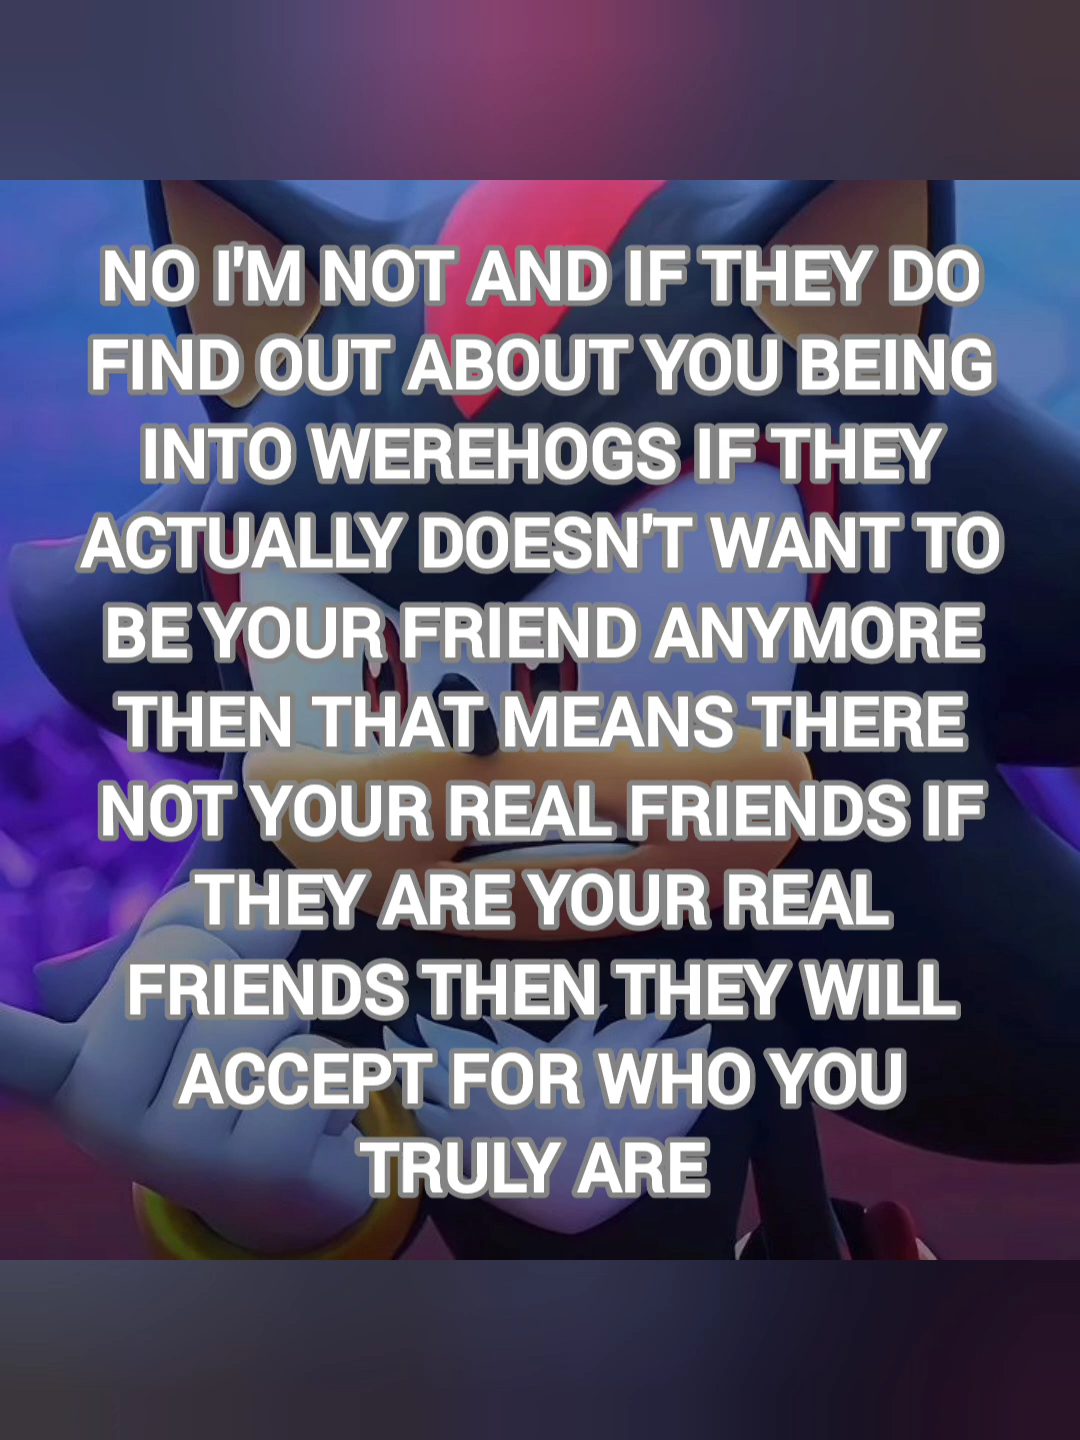 NO I'M NOT AND IF THEY DO
FIND OUT ABOUT YOU BEING
INTO WEREHOGS IF THEY
ACTUALLY DOESN'T WANT TO
BE YOUR FRIEND ANYMORE
THEN THAT MEANS THERE
NOT YOUR REAL FRIENDS IF
THEY ARE YOUR REAL
FRIENDS THEN THEY WILL
ACCEPT FOR WHO YOU
TRULY ARE